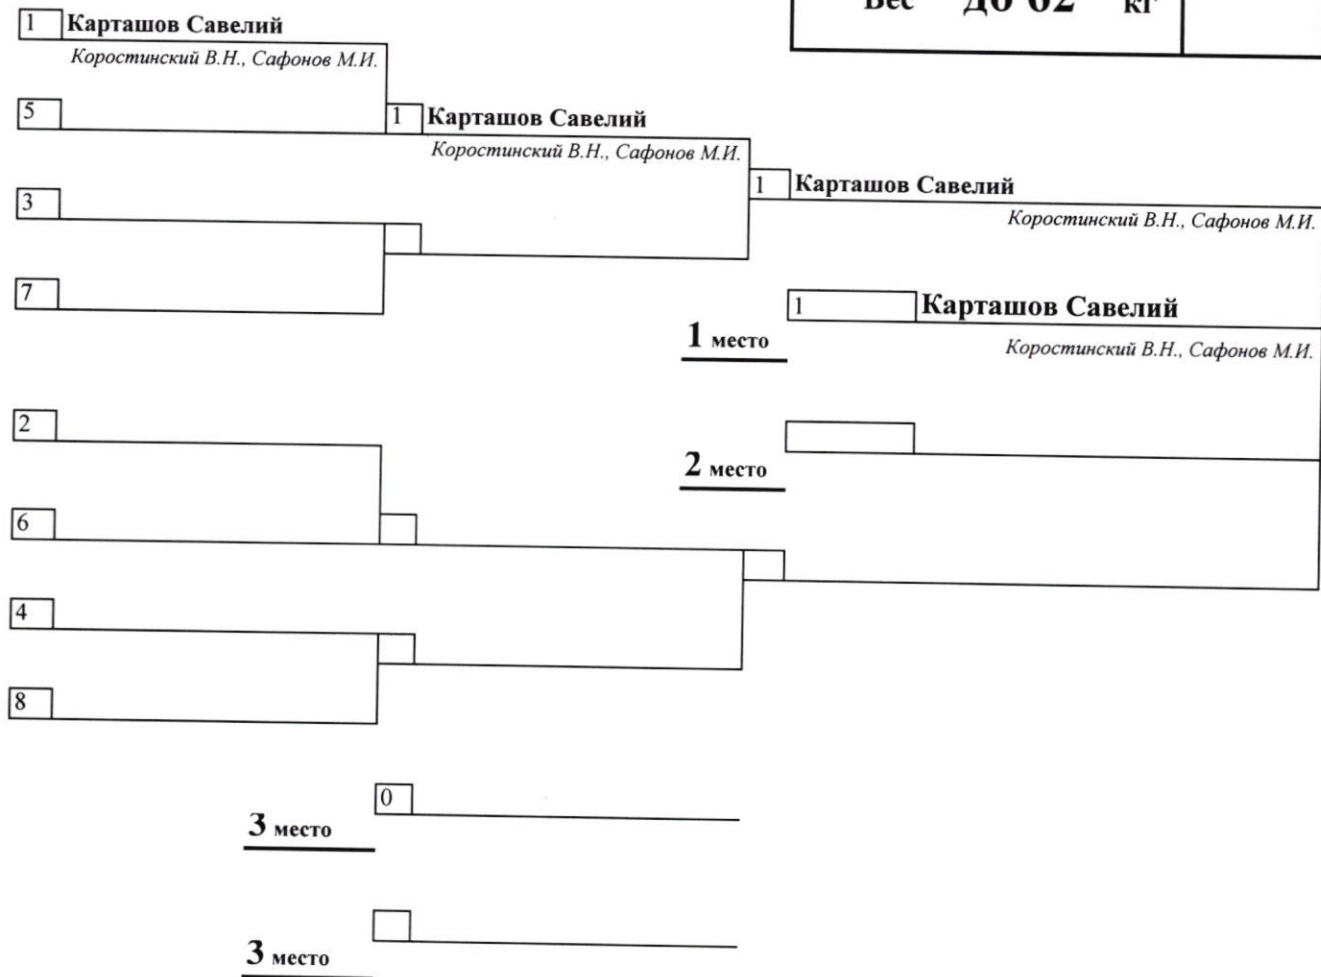 Вес до 62 кг
1 Карташов Савелий
Коростинский В.Н., Сафонов М.И.
5
1 Карташов Савелий
Коростинский В.Н., Сафонов М.И.
1 Карташов Савелий
Коростинский В.Н., Сафонов М.И.
3
7
1 Карташов Савелий
1 место
Коростинский В.Н., Сафонов М.И.
2
2 место
6
4
8
0
3 место
3 место